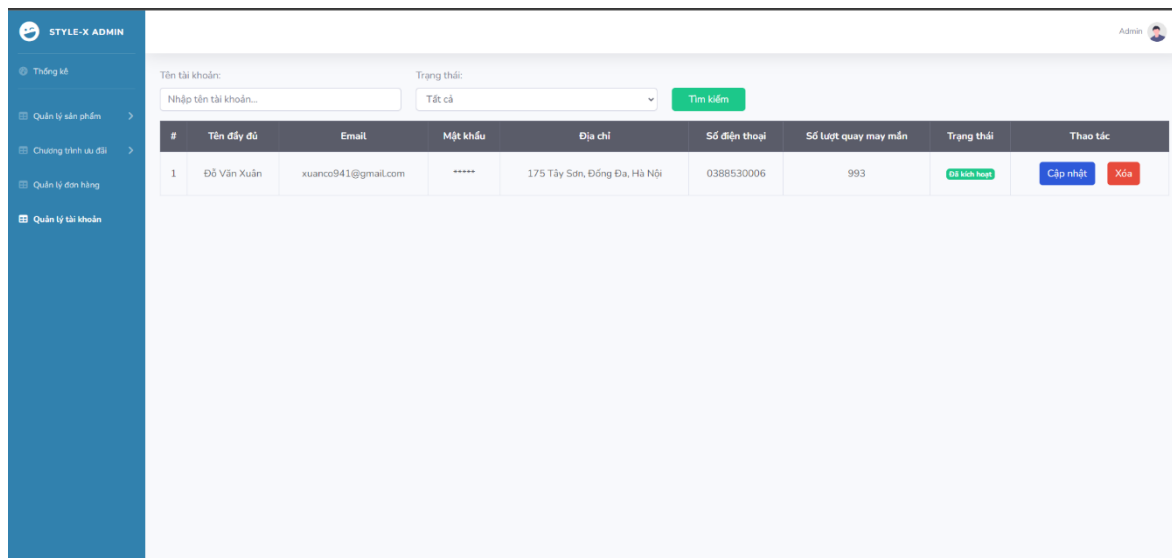 STYLE-X ADMIN
Admin
Thống kê
Quản lý sản phẩm
Chương trình ưu đãi
Quản lý đơn hàng
Quản lý tài khoản
Tên tài khoản:
Trạng thái:
Nhập tên tài khoản...
Tất cả
Tìm kiếm
# Tên đầy đủ Email Mật khẩu Địa chỉ Số điện thoại Số lượt quay may mắn Trạng thái Thao tác
1 Đỗ Văn Xuân xuanco941@gmail.com ***** 175 Tây Sơn, Đống Đa, Hà Nội 0388530006 993 Đã kích hoạt Cập nhật Xóa